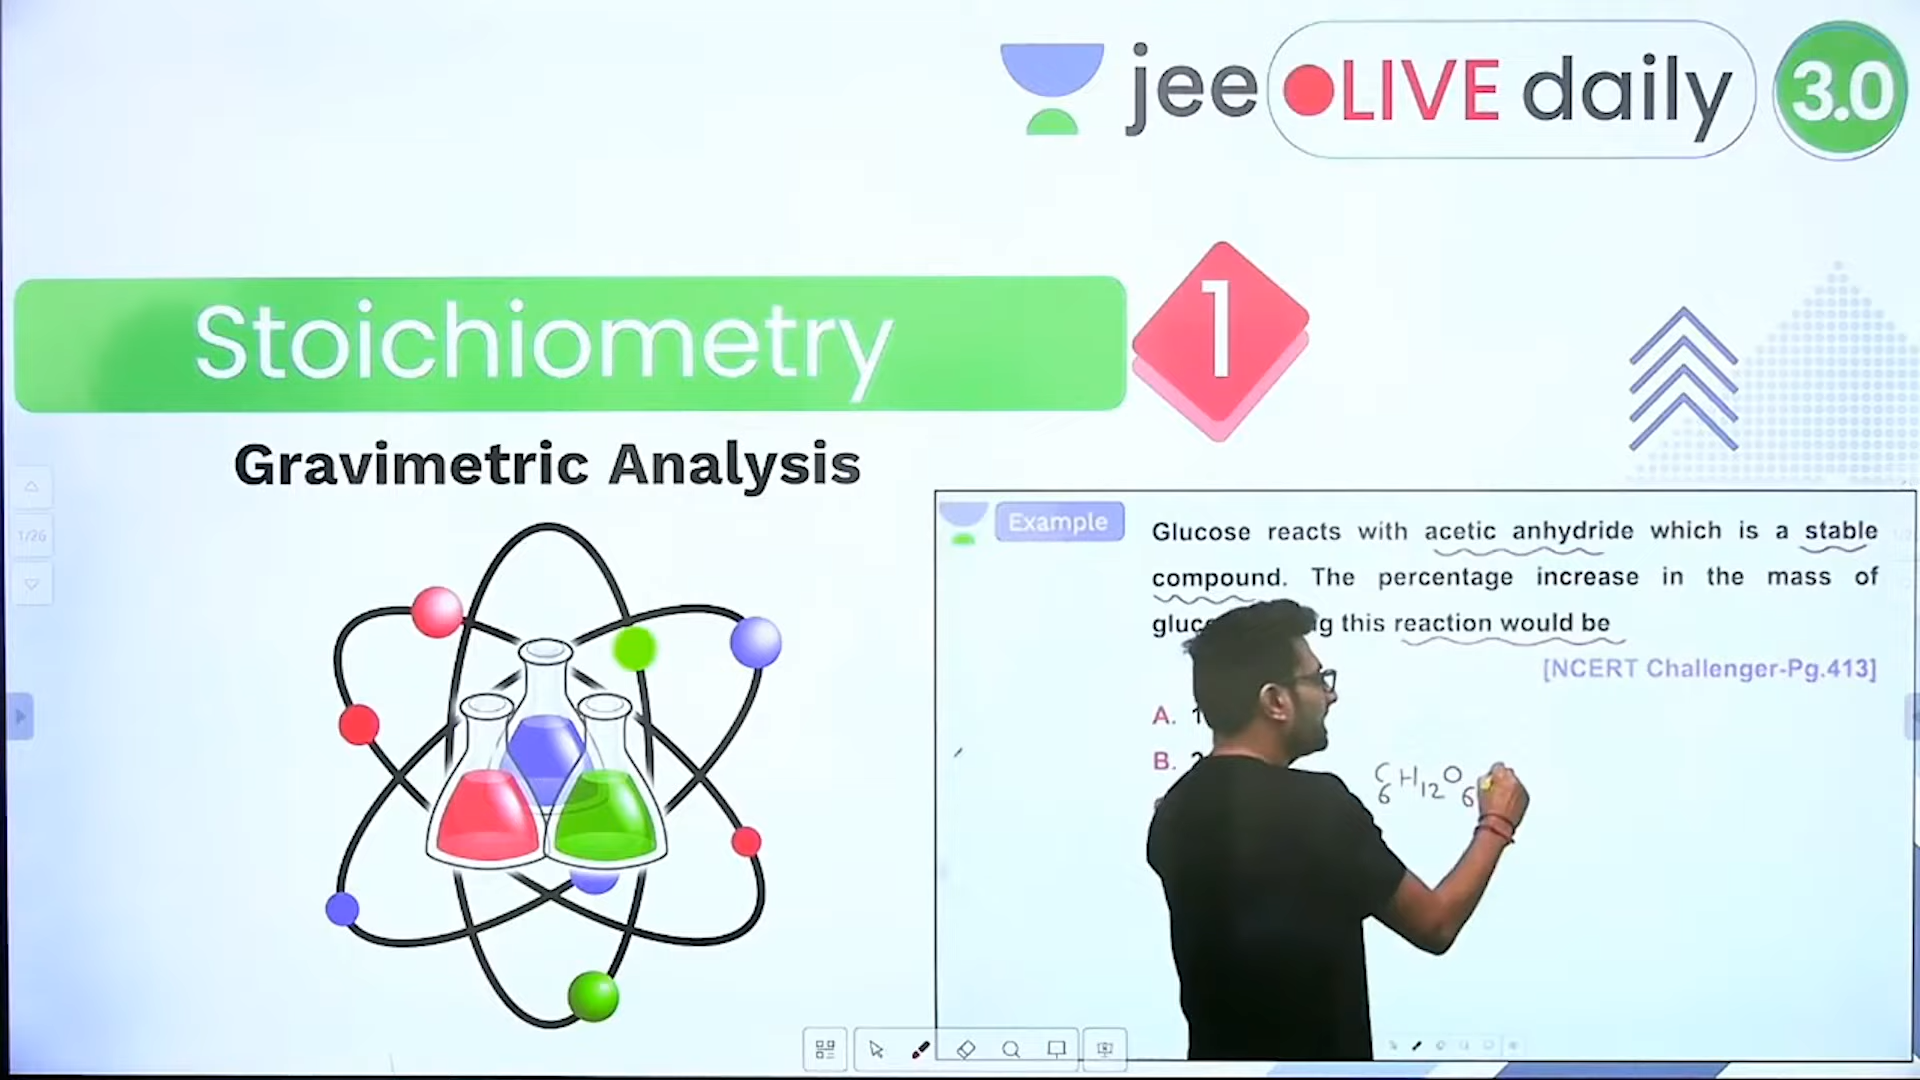 jee LIVE daily 3.0
Stoichiometry
1
Gravimetric Analysis
1/26
Example
Glucose reacts with acetic anhydride which is a stable
compound. The percentage increase in the mass of
this reaction would be
[NCERT Challenger-Pg.413]
A.
B.
C6H12O6